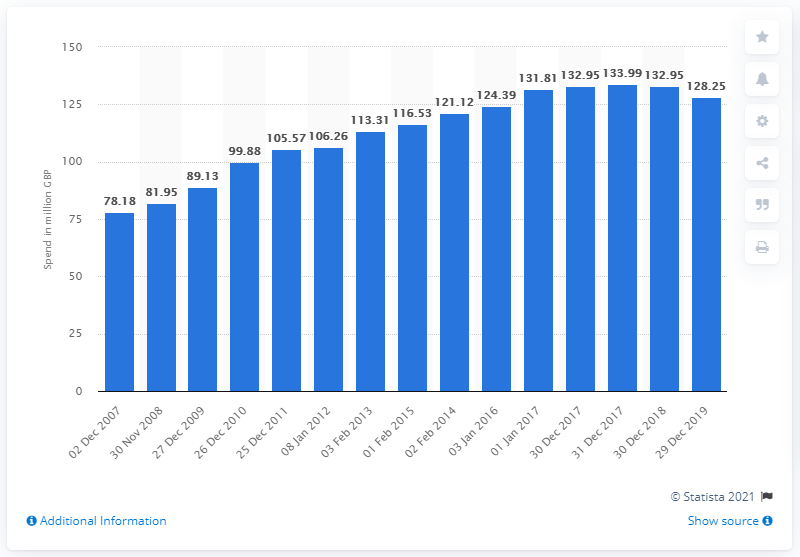 150
125
100
75
50
25
0
Spend in million GBP
78.18
81.95
89.13
99.88
105.57
106.26
113.31
116.53
121.12
124.39
131.81
132.95
133.99
132.95
128.25
02 Dec 2007
30 Nov 2008
27 Dec 2009
26 Dec 2010
25 Dec 2011
08 Jan 2012
03 Feb 2013
01 Feb 2015
02 Feb 2014
03 Jan 2016
01 Jan 2017
30 Dec 2017
31 Dec 2017
30 Dec 2018
29 Dec 2019
© Statista 2021
Additional Information
Show source